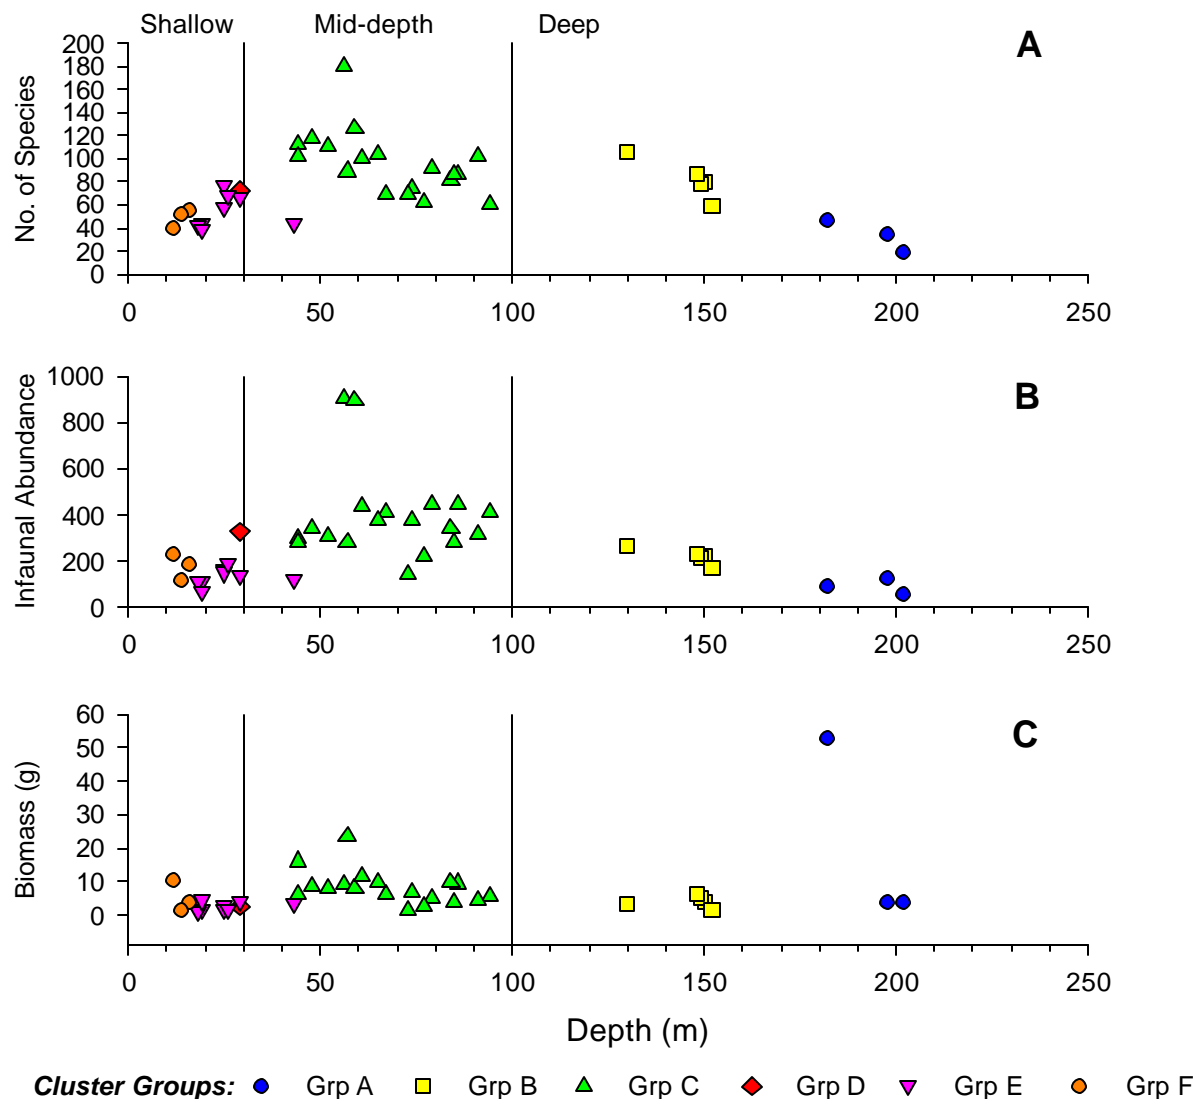 Shallow Mid-depth Deep
A
No. of Species
200
180
160
140
120
100
80
60
40
20
0
0 50 100 150 200 250
B
Infaunal Abundance
1000
800
600
400
200
0
0 50 100 150 200 250
C
Biomass (g)
60
50
40
30
20
10
0
0 50 100 150 200 250
Depth (m)
Cluster Groups: Grp A Grp B Grp C Grp D Grp E Grp F